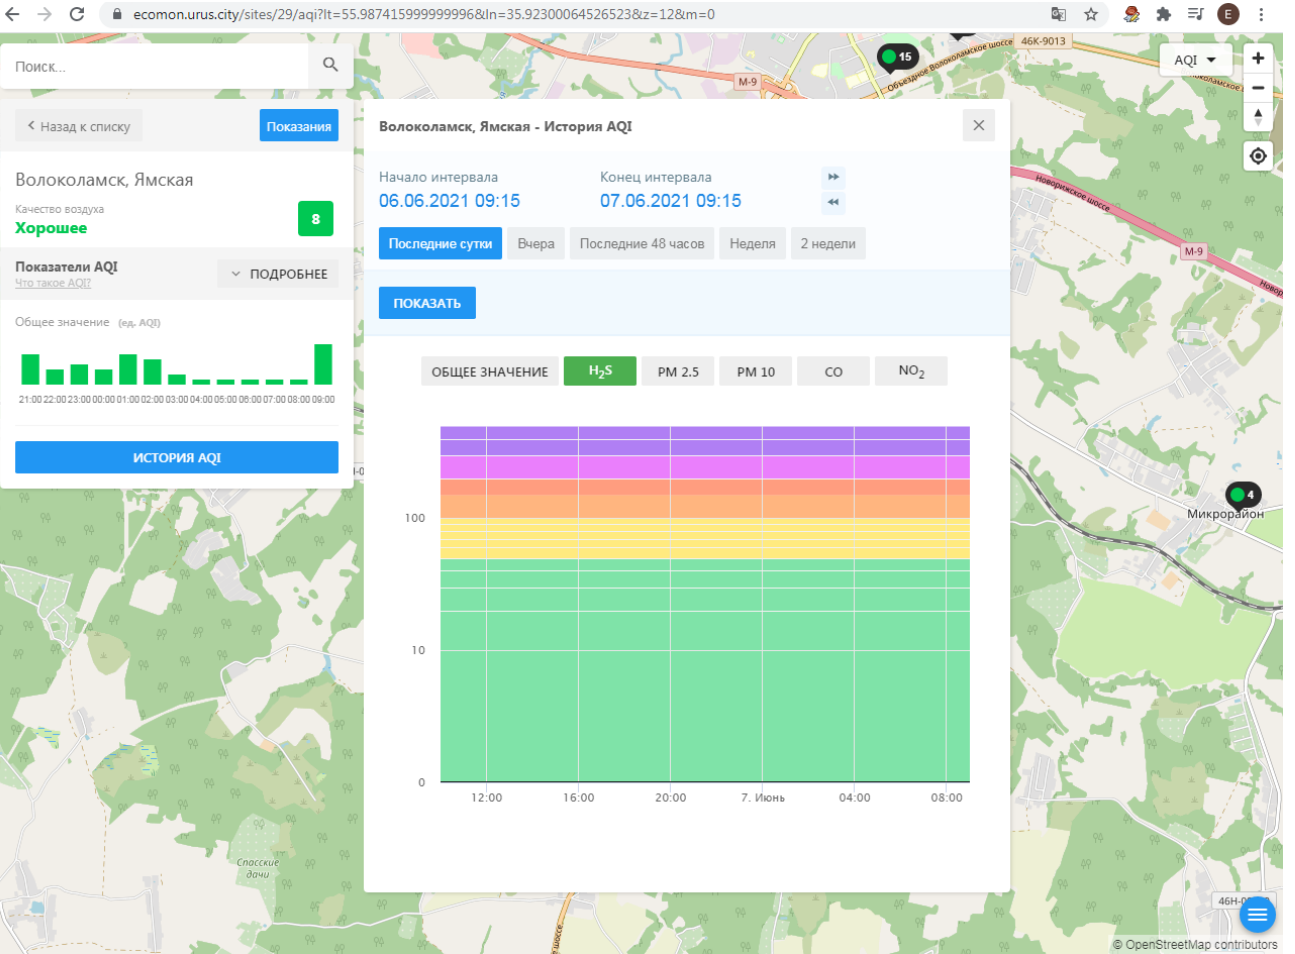 ecomon.urus.city/sites/29/aqi?lt=55.987415999999996&ln=35.92300064526523&z=12&m=0
E
Поиск...
Назад к списку
Показания
Волоколамск, Ямская
Качество воздуха
Хорошее
8
Показатели AQI
Что такое AQI?
ПОДРОБНЕЕ
Общее значение (ед. AQI)
21:00 22:00 23:00 00:00 01:00 02:00 03:00 04:00 05:00 06:00 07:00 08:00 09:00
ИСТОРИЯ AQI
Волоколамск, Ямская - История AQI
Начало интервала
06.06.2021 09:15
Конец интервала
07.06.2021 09:15
Последние сутки
Вчера
Последние 48 часов
Неделя
2 недели
ПОКАЗАТЬ
ОБЩЕЕ ЗНАЧЕНИЕ
H2S
PM 2.5
PM 10
CO
NO2
100
10
0
12:00 16:00 20:00 7. Июнь 04:00 08:00
M-9
15
46K-9013
Объездное Волоколамское шоссе
AQI
Новорижское шоссе
M-9
4
Микрорайон
Спасские
дачи
© OpenStreetMap contributors